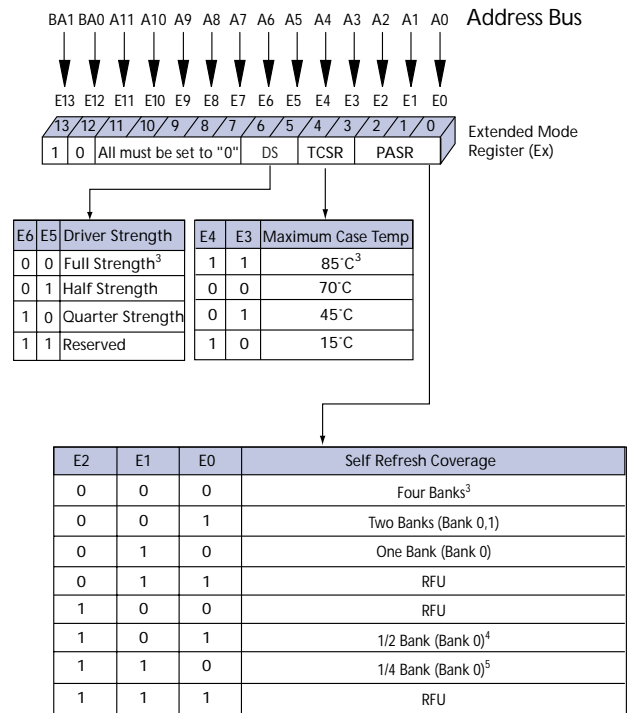 BA1 BA0 A11 A10 A9 A8 A7 A6 A5 A4 A3 A2 A1 A0 Address Bus
E13 E12 E11 E10 E9 E8 E7 E6 E5 E4 E3 E2 E1 E0
13 12 11 10 9 8 7 6 5 4 3 2 1 0
Extended Mode
Register (Ex)
1 0 All must be set to "0" DS TCSR PASR
E6 E5 Driver Strength
0 0 Full Strength³
0 1 Half Strength
1 0 Quarter Strength
1 1 Reserved
E4 E3 Maximum Case Temp
1 1 85˚C³
0 0 70˚C
0 1 45˚C
1 0 15˚C
E2 E1 E0 Self Refresh Coverage
0 0 0 Four Banks³
0 0 1 Two Banks (Bank 0,1)
0 1 0 One Bank (Bank 0)
0 1 1 RFU
1 0 0 RFU
1 0 1 1/2 Bank (Bank 0)⁴
1 1 0 1/4 Bank (Bank 0)⁵
1 1 1 RFU